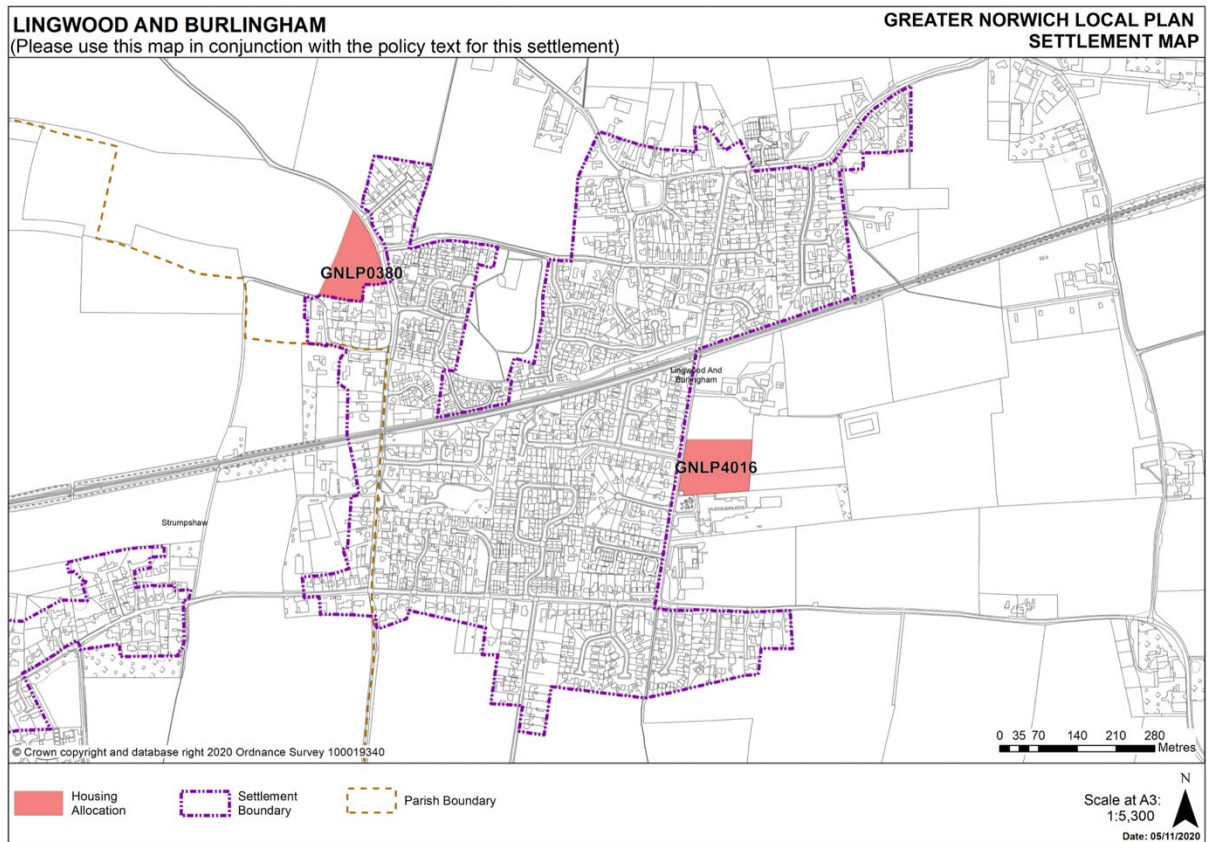 LINGWOOD AND BURLINGHAM
(Please use this map in conjunction with the policy text for this settlement)
GREATER NORWICH LOCAL PLAN
SETTLEMENT MAP
GNLP0380
Lingwood And
Burlingham
GNLP4016
Strumpshaw
© Crown copyright and database right 2020 Ordnance Survey 100019340
0 35 70 140 210 280
Metres
Housing
Allocation
Settlement
Boundary
Parish Boundary
N
Scale at A3:
1:5,300
Date: 05/11/2020